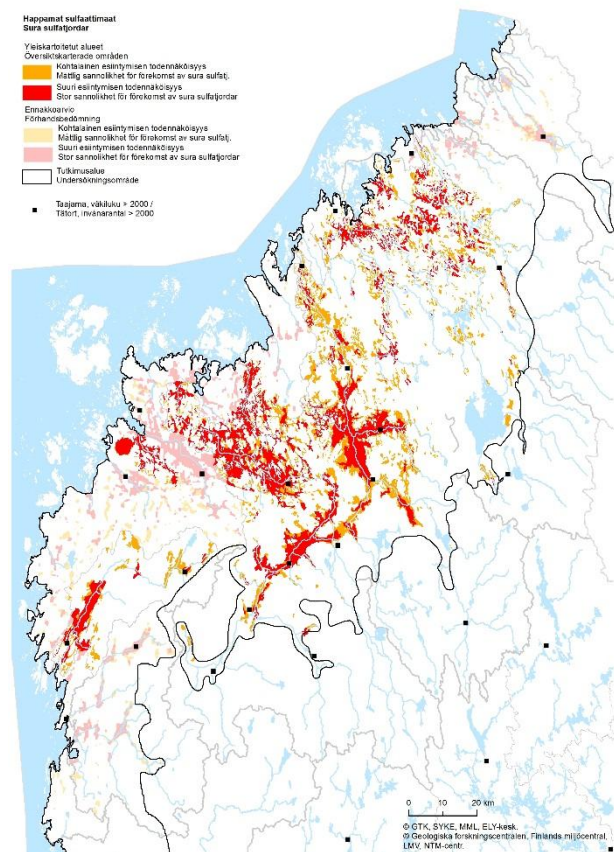 Happamat sulfaattimaat
Sura sulfatjordar
Yleiskartoitetut alueet
Översiktskarterade områden
Kohtalainen esiintymisen todennäköisyys
Måttlig sannolikhet för förekomst av sura sulfatj.
Suuri esiintymisen todennäköisyys
Stor sannolikhet för förekomst av sura sulfatjordar
Ennakkoarvio
Förhandsbedömning
Kohtalainen esiintymisen todennäköisyys
Måttlig sannolikhet för förekomst av sura sulfatj.
Suuri esiintymisen todennäköisyys
Stor sannolikhet för förekomst av sura sulfatjordar
Tutkimusalue
Undersökningsområde
Taajama, väkiluku > 2000 /
Tätort, invånarantal > 2000
0 10 20 km
© GTK, SYKE, MML, ELY-kesk.
© Geologiska forskningscentralen, Finlands miljöcentral,
LMV, NTM-centr.